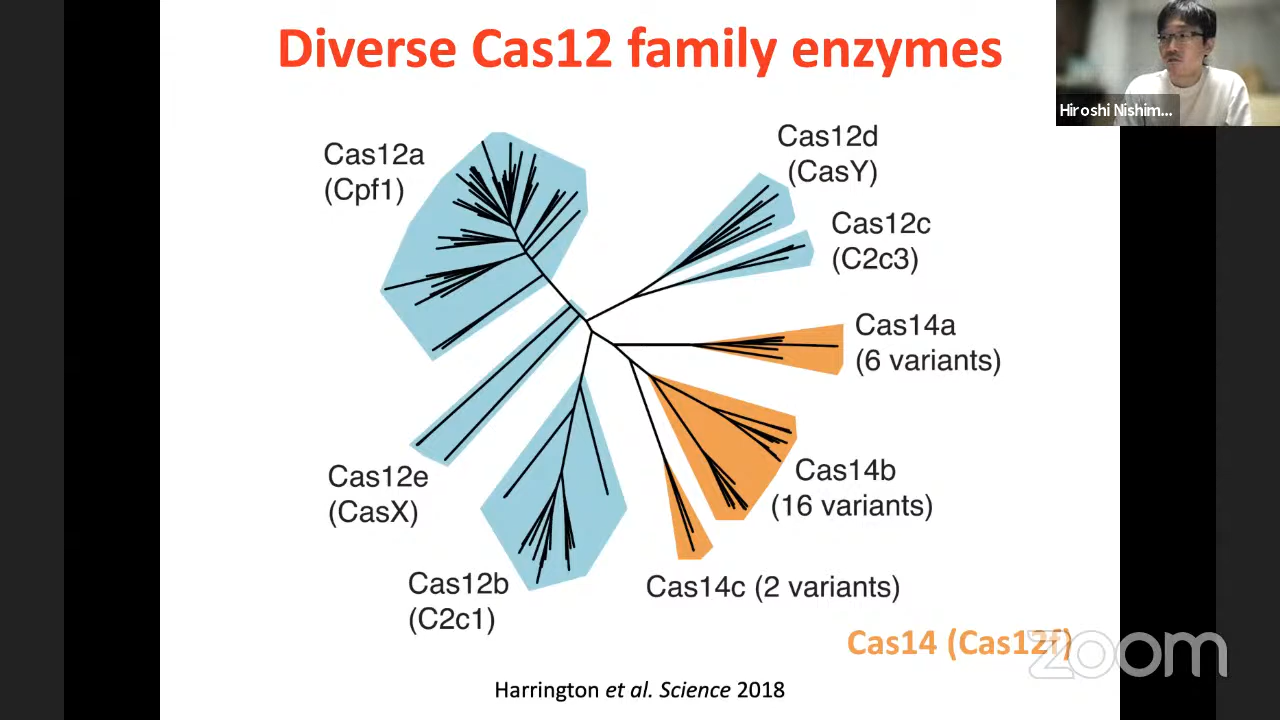 Diverse Cas12 family enzymes
Hiroshi Nishim...
Cas12a
(Cpf1)
Cas12d
(CasY)
Cas12c
(C2c3)
Cas14a
(6 variants)
Cas14b
(16 variants)
Cas12e
(CasX)
Cas12b
(C2c1)
Cas14c (2 variants)
Cas14 (Cas12f)
zoom
Harrington et al. Science 2018